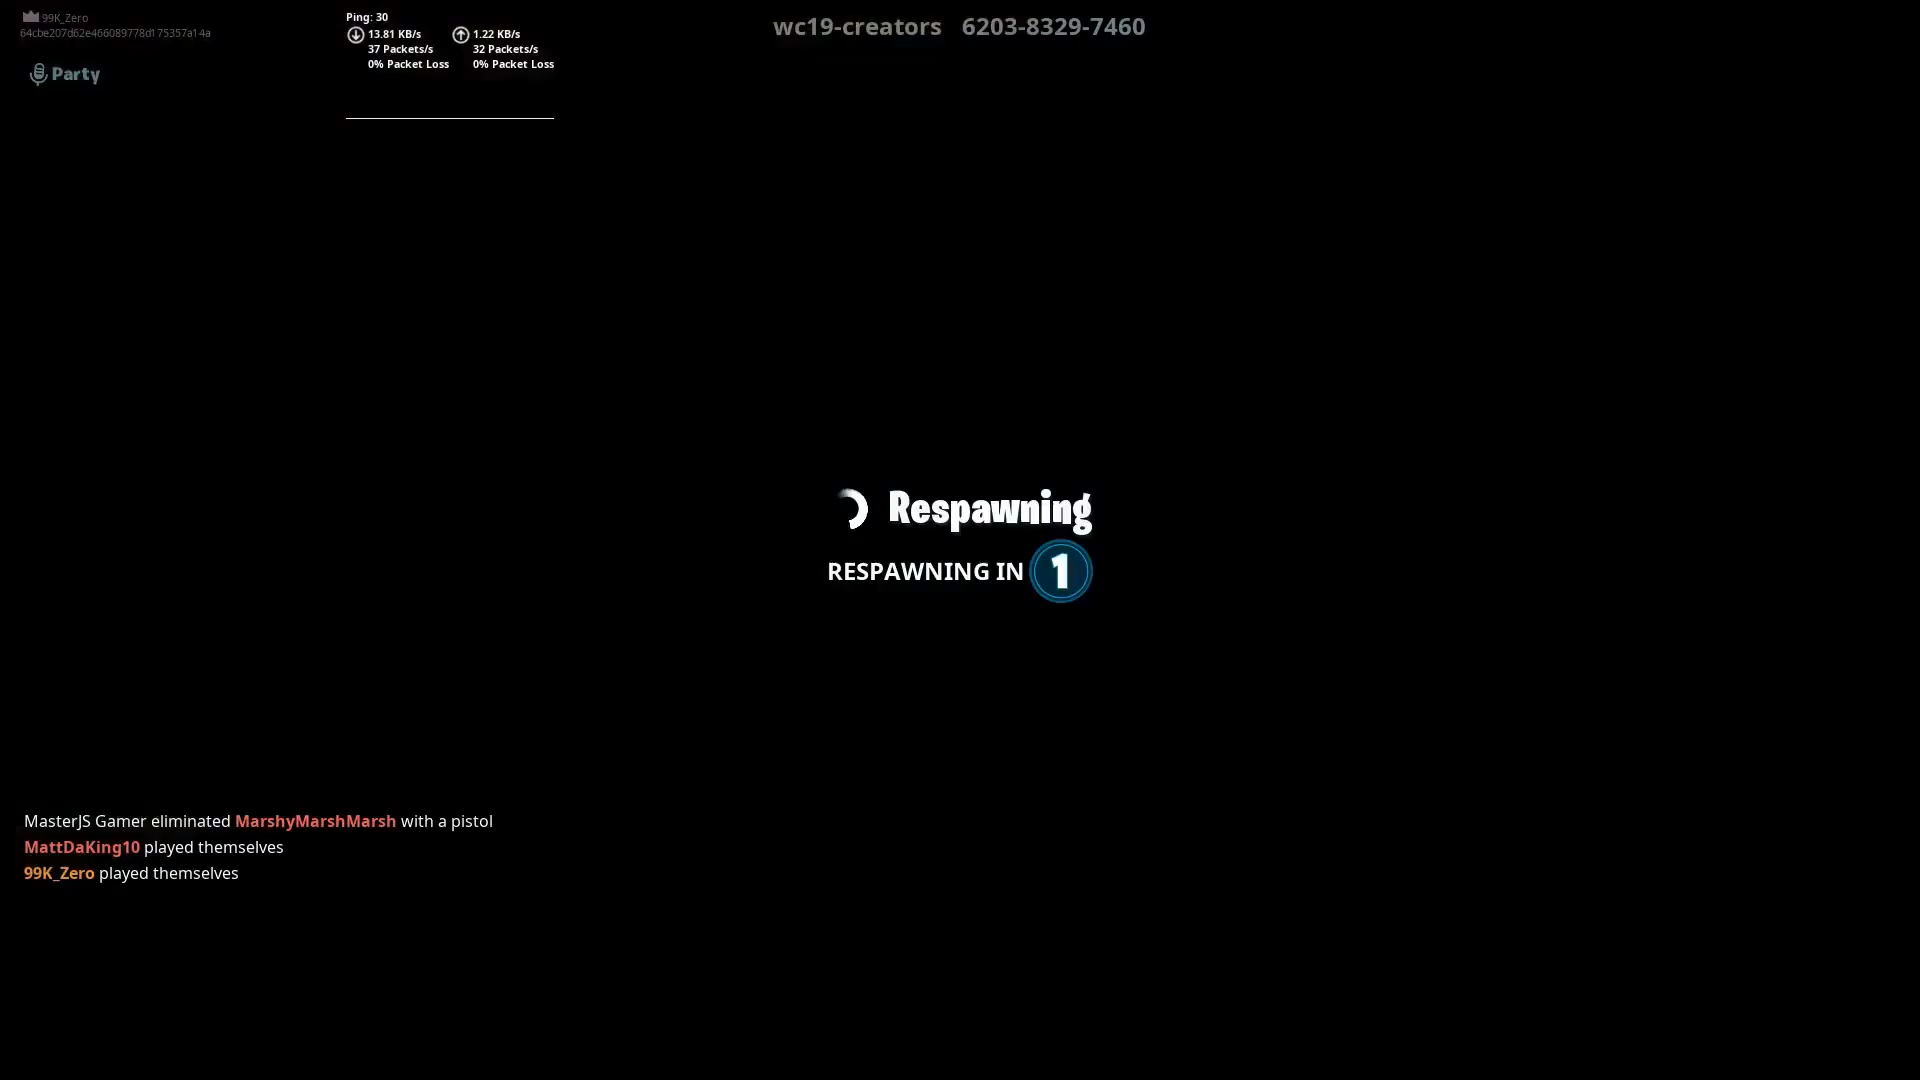 99K_Zero
64cbe207d62e466089778d175357a14a
Party
Ping: 30
13.81 KB/s 1.22 KB/s
37 Packets/s 32 Packets/s
0% Packet Loss 0% Packet Loss
wc19-creators 6203-8329-7460
Respawning
RESPAWNING IN 1
MasterJS Gamer eliminated MarshyMarshMarsh with a pistol
MattDaKing10 played themselves
99K_Zero played themselves